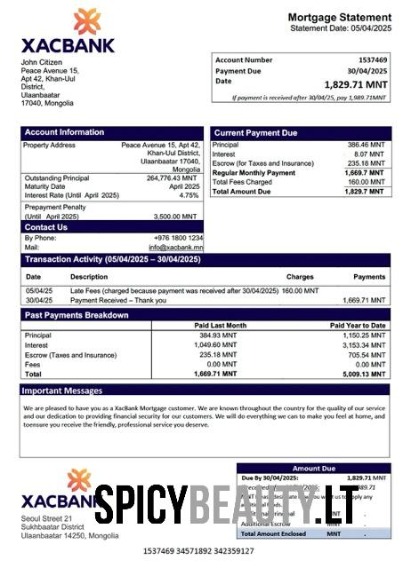 XACBANK
Mortgage Statement
Statement Date: 05/04/2025
John Citizen
Peace Avenue 15,
Apt 42, Khan-Uul
District,
Ulaanbaatar
17040, Mongolia
Account Number 1537469
Payment Due 30/04/2025
Date 1,829.71 MNT
If payment is received after 30/04/25, pay 1,989.71MNT
Account Information
Property Address Peace Avenue 15, Apt 42,
Khan-Uul District,
Ulaanbaatar 17040,
Mongolia
Outstanding Principal 264,776.43 MNT
Maturity Date April 2025
Interest Rate (Until April 2025) 4.75%
Prepayment Penalty
(Until April 2025) 3,500.00 MNT
Contact Us
By Phone: +976 1800 1234
Mail: info@xacbank.mn
Current Payment Due
Principal 386.46 MNT
Interest 8.07 MNT
Escrow (for Taxes and Insurance) 235.18 MNT
Regular Monthly Payment 1,669.7 MNT
Total Fees Charged 160.00 MNT
Total Amount Due 1,829.7 MNT
Transaction Activity (05/04/2025 – 30/04/2025)
Date Description Charges Payments
05/04/25 Late Fees (charged because payment was received after 30/04/2025) 160.00 MNT
30/04/25 Payment Received – Thank you 1,669.71 MNT
Past Payments Breakdown
Paid Last Month Paid Year to Date
Principal 384.93 MNT 1,150.25 MNT
Interest 1,049.60 MNT 3,153.34 MNT
Escrow (Taxes and Insurance) 235.18 MNT 705.54 MNT
Fees 0.00 MNT 0.00 MNT
Total 1,669.71 MNT 5,009.13 MNT
Important Messages
We are pleased to have you as a XacBank Mortgage customer. We are known throughout the country for the quality of our service
and our dedication to providing financial security for our customers. We will do everything we can to make you feel at home, and
toensure you receive the friendly, professional service you deserve.
XACBANK
Seoul Street 21
Sukhbaatar District
Ulaanbaatar 14250, Mongolia
Amount Due
Due By 30/04/2025: 1,829.71 MNT
Additional Escrow MNT .
Total Amount Enclosed MNT .
SPICYBEAUTY.LT
1537469 34571892 342359127